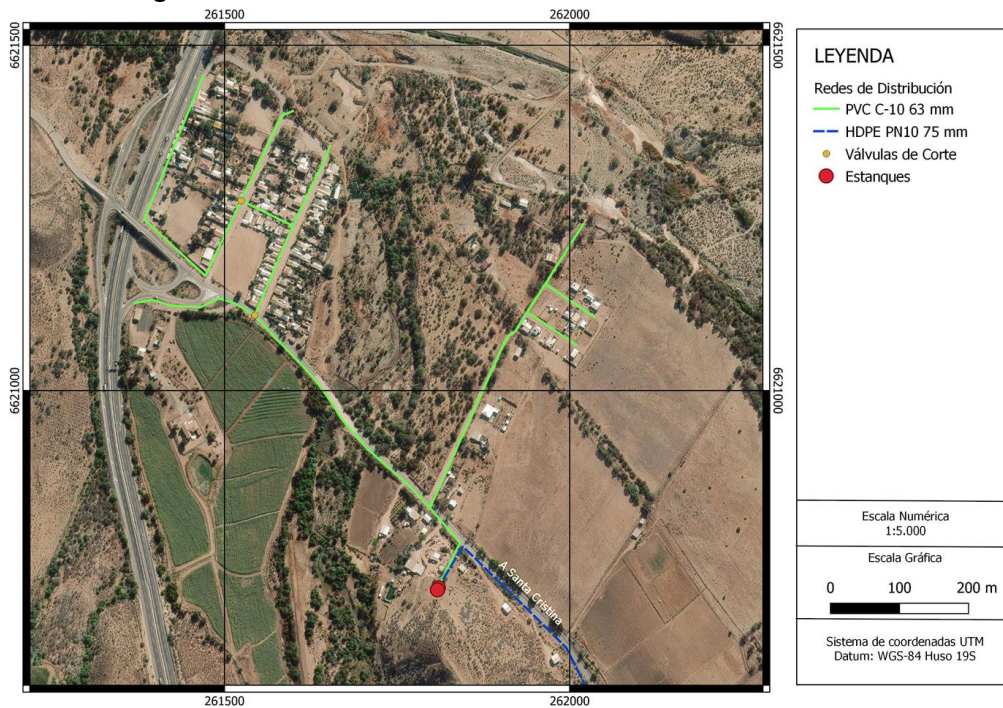 261500
262000
6621500
6621500
LEYENDA
Redes de Distribución
PVC C-10 63 mm
HDPE PN10 75 mm
Válvulas de Corte
Estanques
6621000
6621000
A Santa Cristina
Escala Numérica
1:5.000
Escala Gráfica
0 100 200 m
Sistema de coordenadas UTM
Datum: WGS-84 Huso 19S
261500
262000